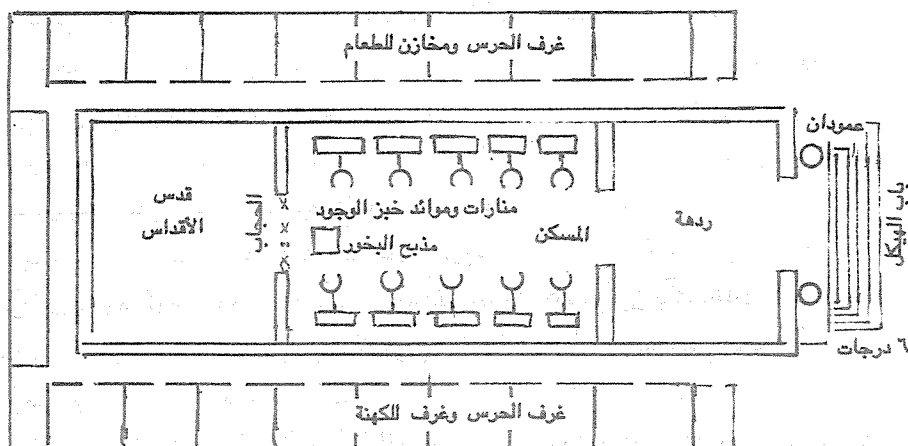 غرف الحرس ومخازن للطعام
عمودان
باب الهيكل
ردهة
المسكن
منارات وموائد خبز الوجود
مذبح البخور
الحجاب
قدس
الأقداس
٦ درجات
غرف الحرس وغرف للكهنة